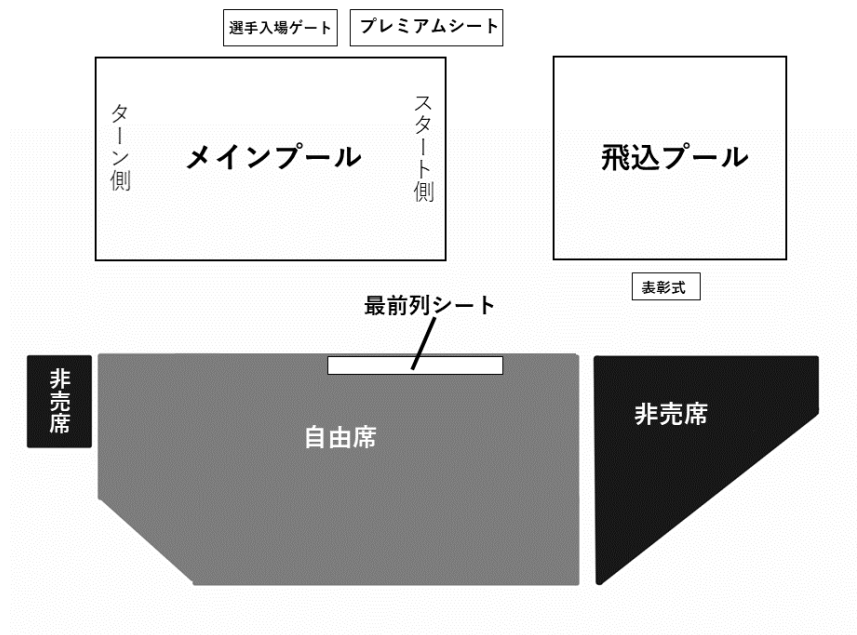 選手入場ゲート
プレミアムシート
ターン側
メインプール
スタート側
飛込プール
表彰式
最前列シート
非売席
自由席
非売席